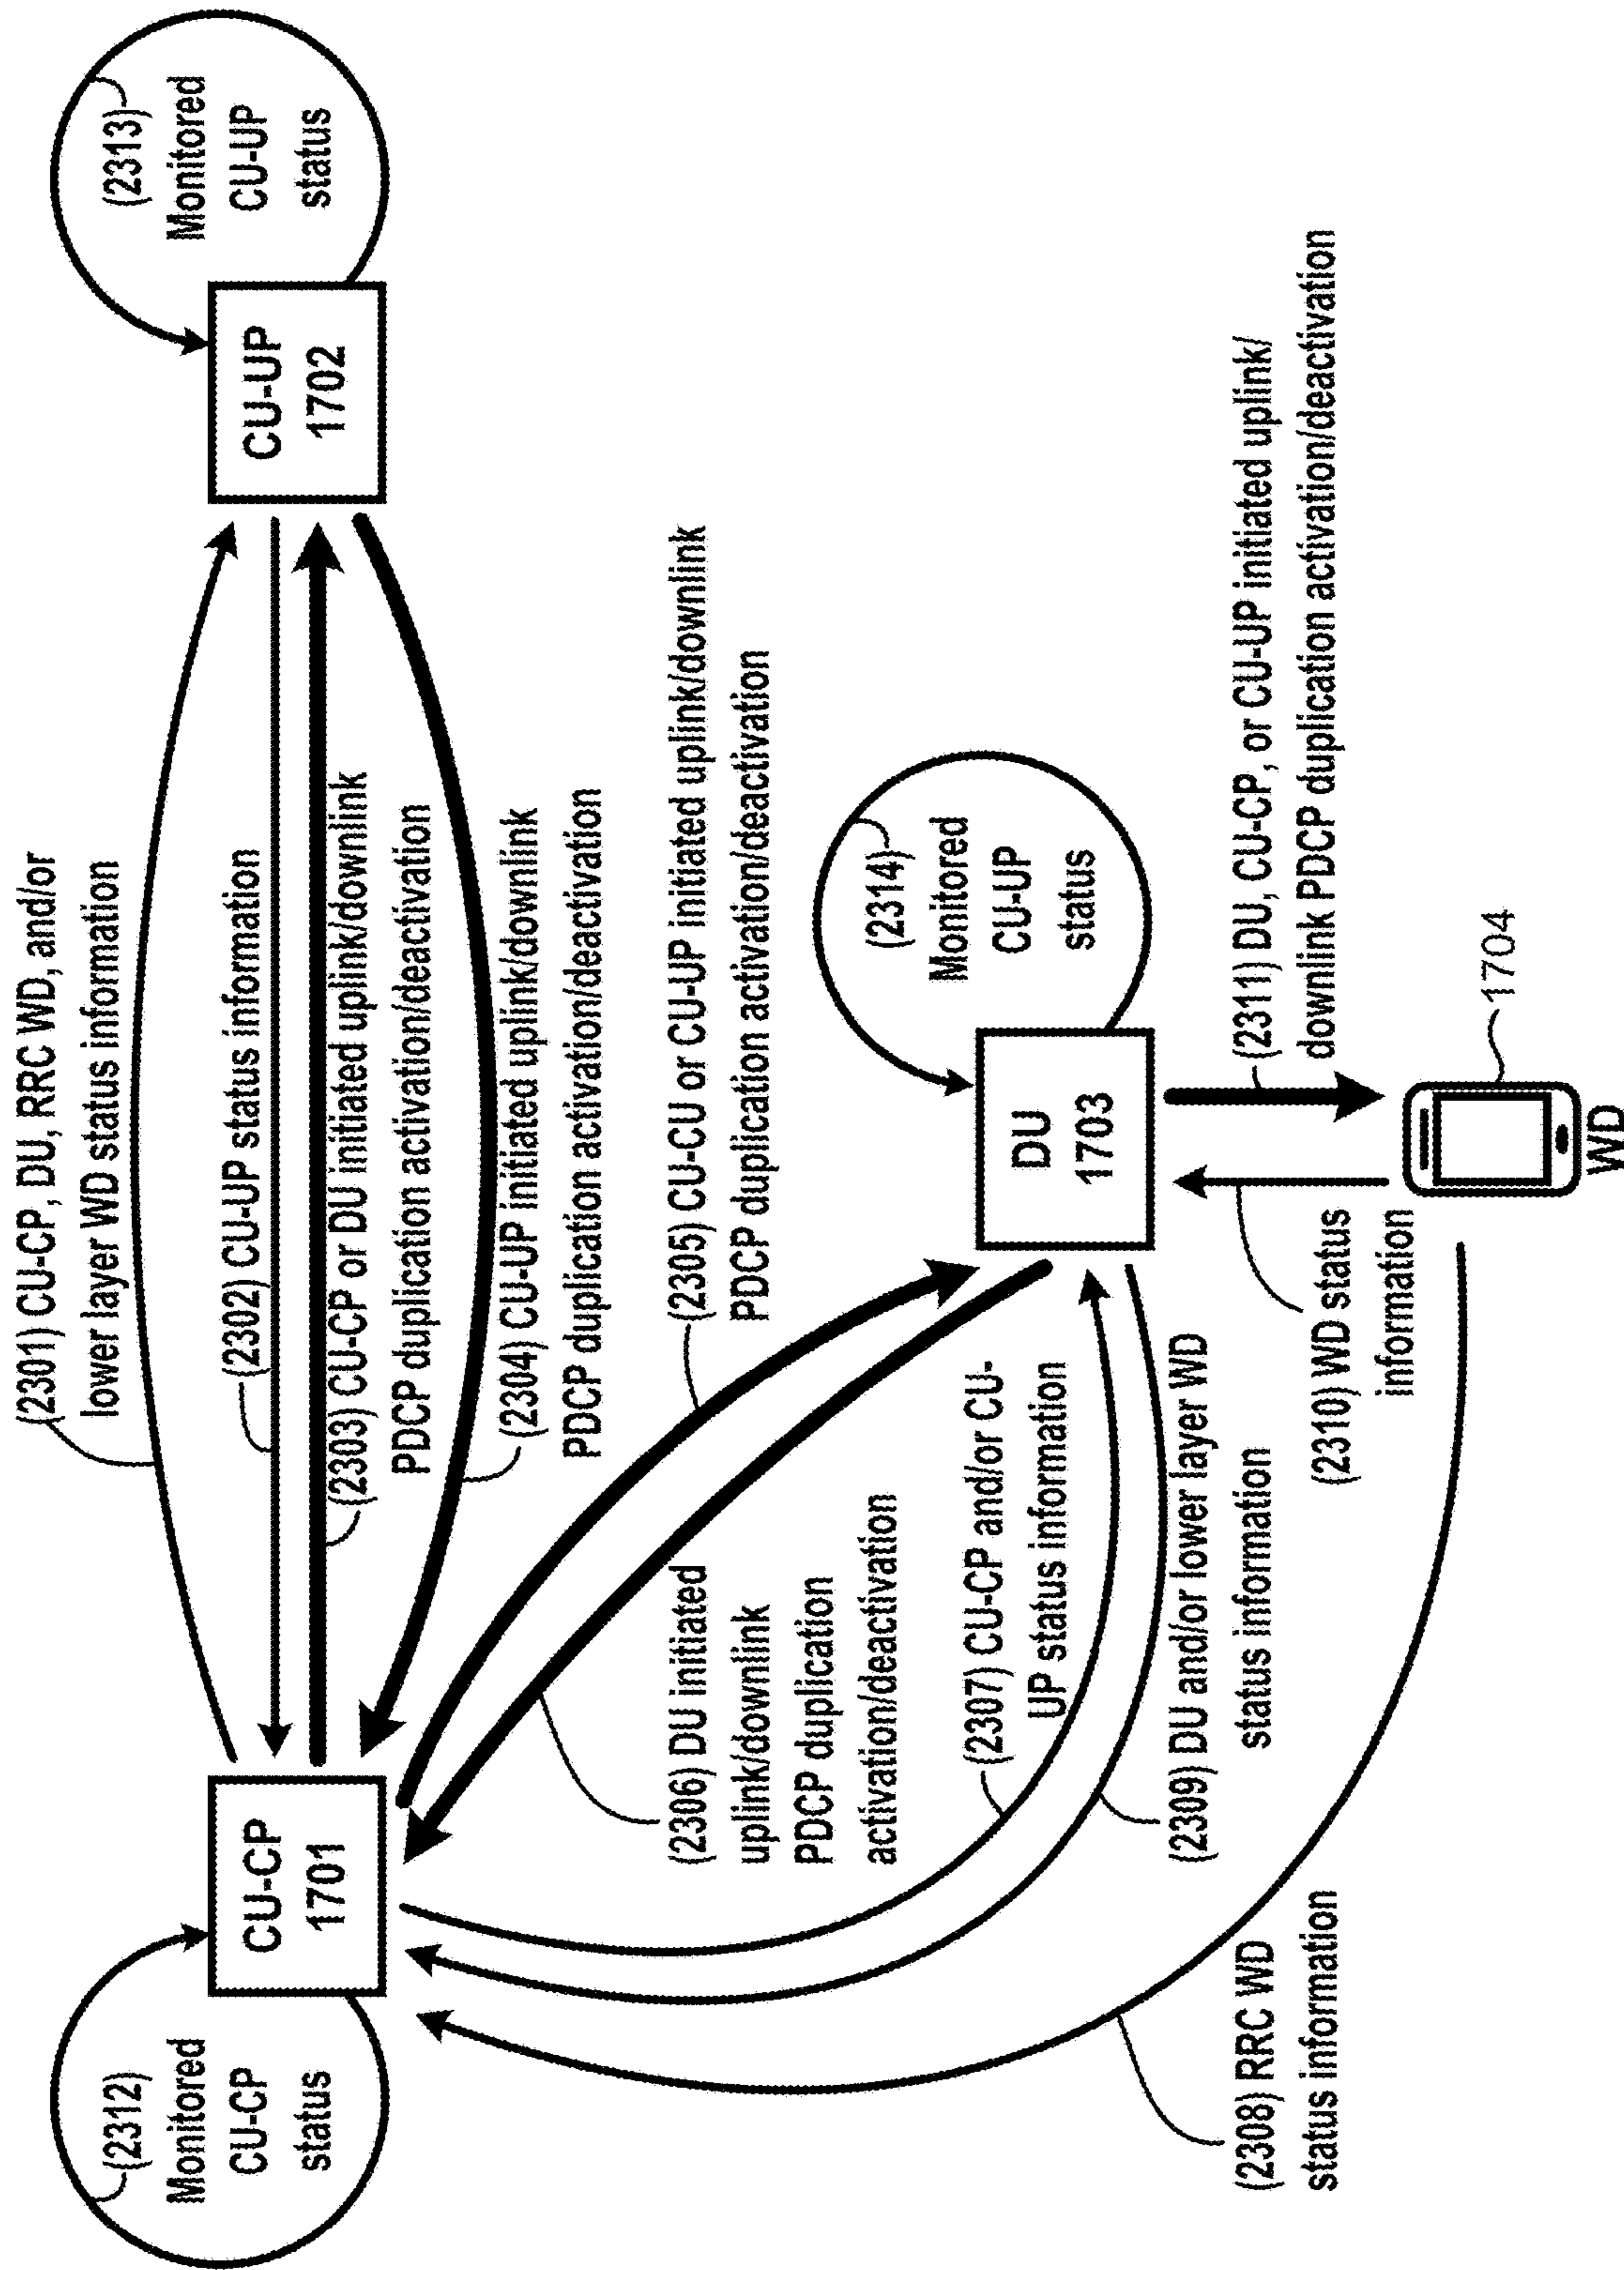 (2301) CU-CP, DU, RRC WD, and/or
lower layer WD status information
(2312)
Monitored
CU-CP
status
CU-CP
1701
(2302) CU-UP status information
(2303) CU-CP or DU initiated uplink/downlink
PDCP duplication activation/deactivation
(2304) CU-UP initiated uplink/downlink
PDCP duplication activation/deactivation
CU-UP
1702
(2313)
Monitored
CU-UP
status
(2305) CU-CU or CU-UP initiated uplink/downlink
PDCP duplication activation/deactivation
(2306) DU initiated
uplink/downlink
PDCP duplication
activation/deactivation
(2314)
Monitored
CU-UP
status
DU
1703
(2307) CU-CP and/or CU-
UP status information
(2309) DU and/or lower layer WD
status information
(2308) RRC WD
status information
(2310) WD status
information
(2311) DU, CU-CP, or CU-UP initiated uplink/
downlink PDCP duplication activation/deactivation
1704
WD